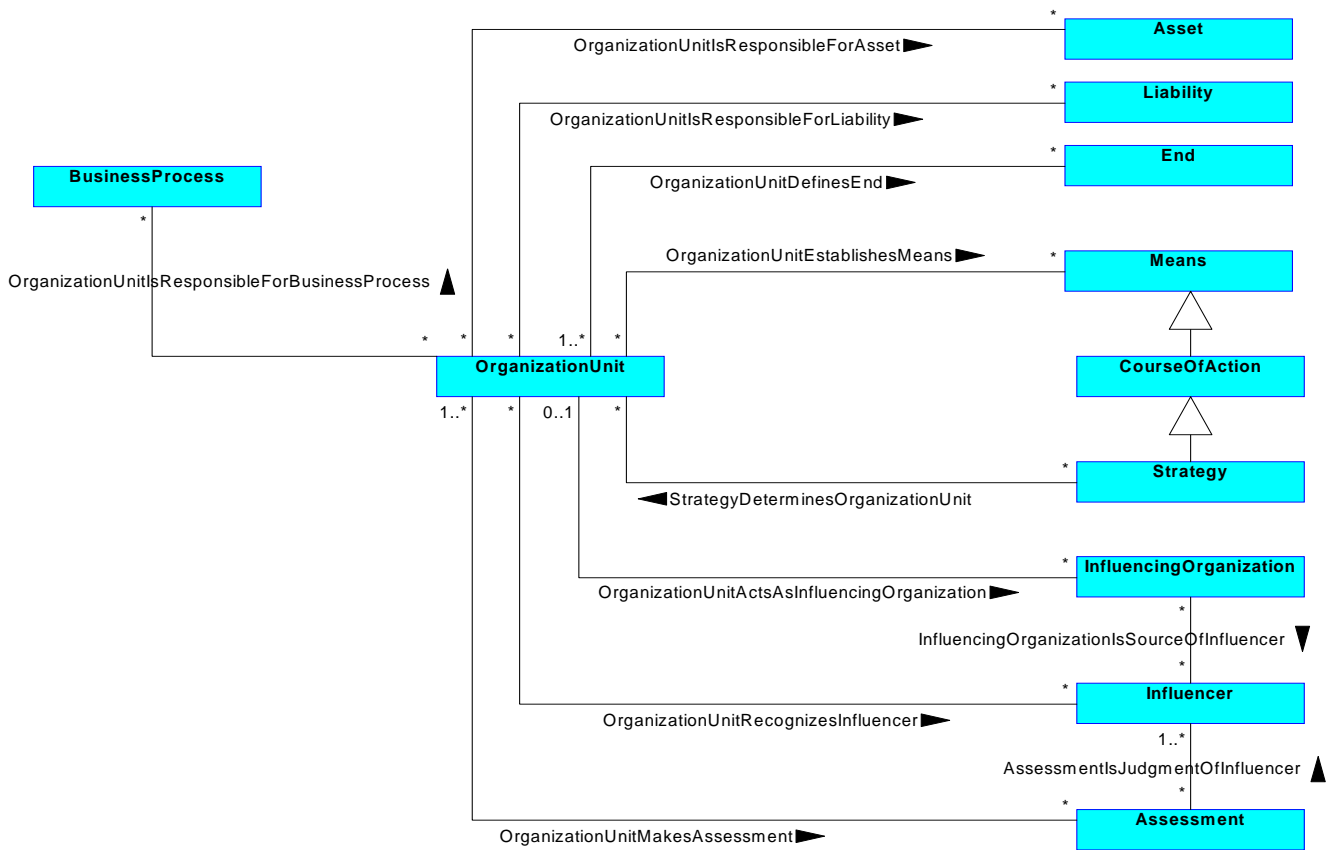 *
Asset
OrganizationUnitIsResponsibleForAsset
*
Liability
OrganizationUnitIsResponsibleForLiability
*
End
OrganizationUnitDefinesEnd
BusinessProcess
*
OrganizationUnitEstablishesMeans
*
Means
OrganizationUnitIsResponsibleForBusinessProcess
* * * 1..* *
OrganizationUnit
CourseOfAction
1..* * 0..1 *
*
Strategy
StrategyDeterminesOrganizationUnit
*
InfluencingOrganization
OrganizationUnitActsAsInfluencingOrganization
*
InfluencingOrganizationIsSourceOfInfluencer
*
*
Influencer
OrganizationUnitRecognizesInfluencer
1..*
AssessmentIsJudgmentOfInfluencer
*
*
Assessment
OrganizationUnitMakesAssessment